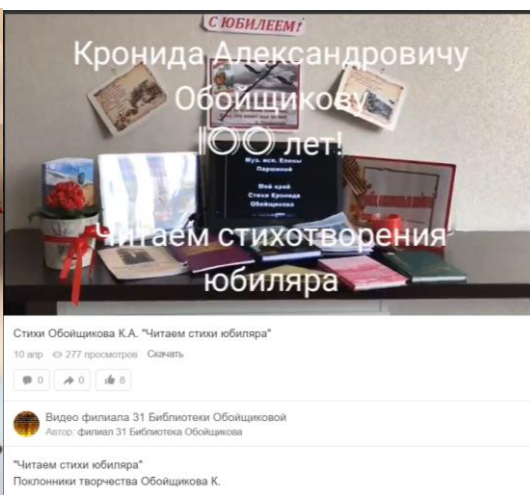 С ЮБИЛЕЕМ!
Кронида Александровичу
Обойщикову
100 лет!
Муз. исп. Елены
Паршиной
Мой край
Стихи Кронида
Обойщикова
Читаем стихотворения
юбиляра
Стихи Обойщикова К.А. "Читаем стихи юбиляра"
10 апр 277 просмотров Скачать
0 0 8
Видео филиала 31 Библиотеки Обойщиковой
Автор: филиал 31 Библиотека Обойщикова
"Читаем стихи юбиляра"
Поклонники творчества Обойщикова К.